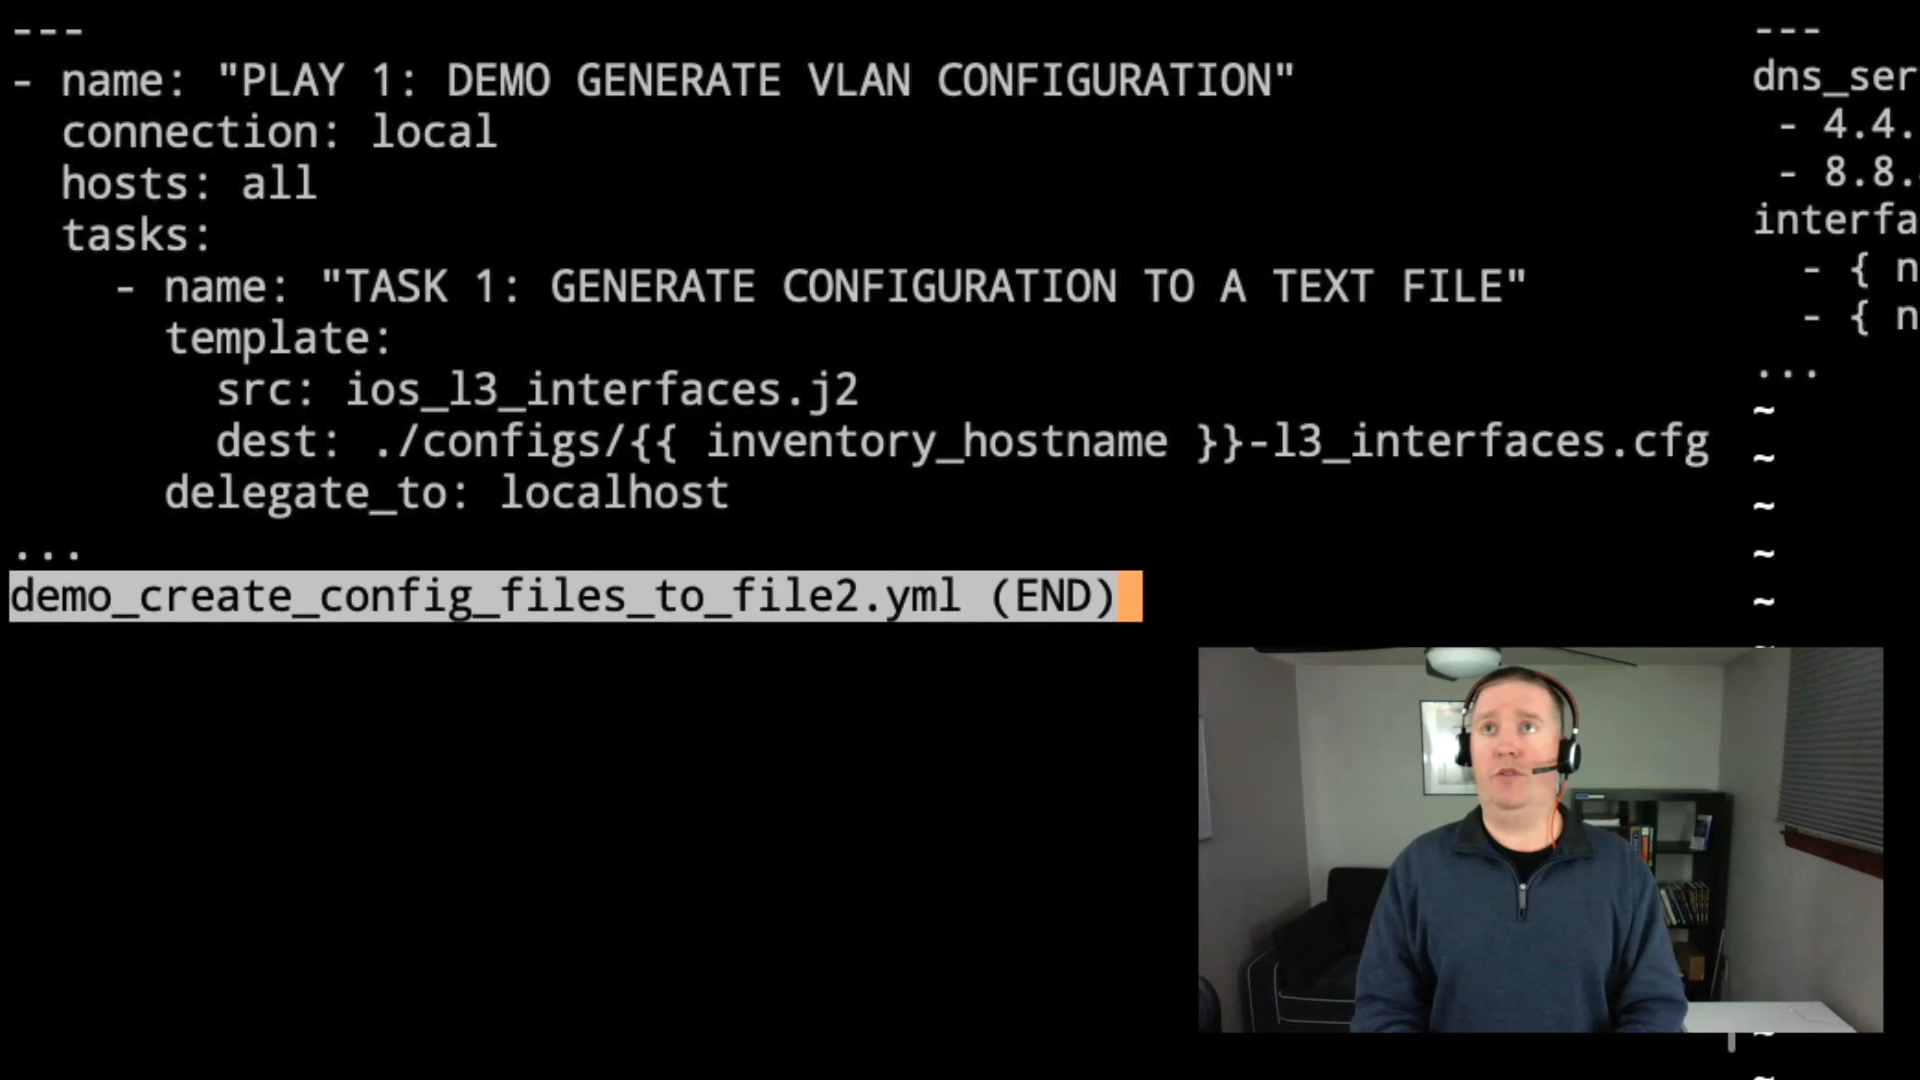 ---
- name: "PLAY 1: DEMO GENERATE VLAN CONFIGURATION"
  connection: local
  hosts: all
  tasks:
    - name: "TASK 1: GENERATE CONFIGURATION TO A TEXT FILE"
      template:
        src: ios_l3_interfaces.j2
        dest: ./configs/{{ inventory_hostname }}-l3_interfaces.cfg
      delegate_to: localhost
...
demo_create_config_files_to_file2.yml (END)
---
dns_ser
 - 4.4.
 - 8.8.
interfa
  - { n
  - { n
...
~
~
~
~
~
~